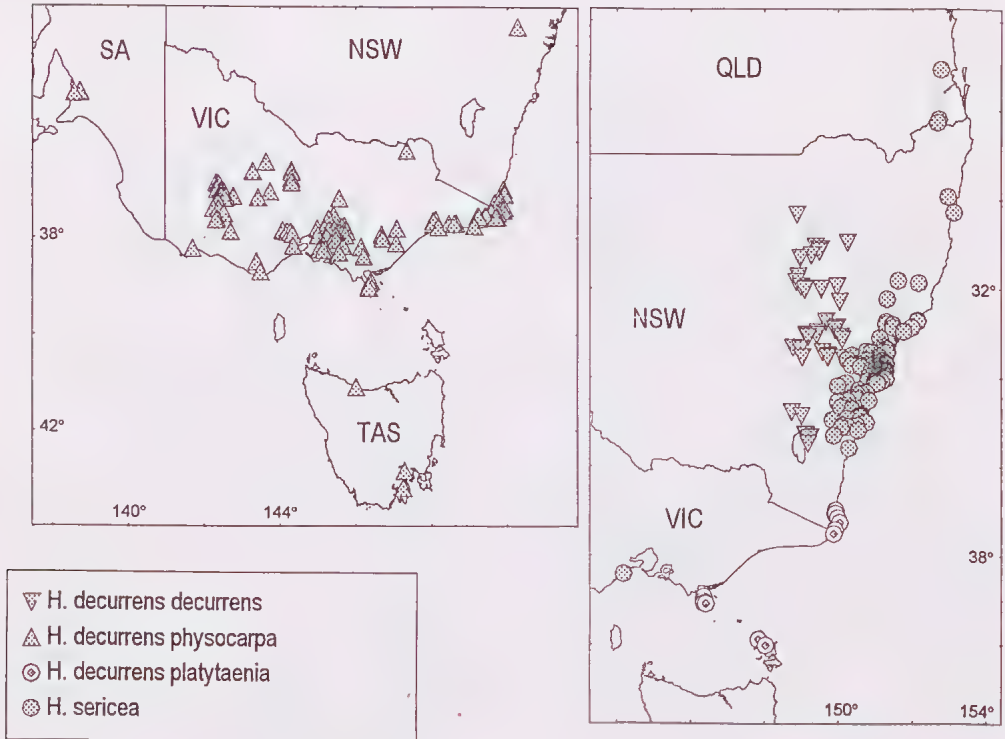 SA
NSW
VIC
38°
TAS
42°
140°
144°
QLD
32°
NSW
VIC
38°
150°
154°
H. decurrens decurrens
H. decurrens physocarpa
H. decurrens platytaenia
H. sericea